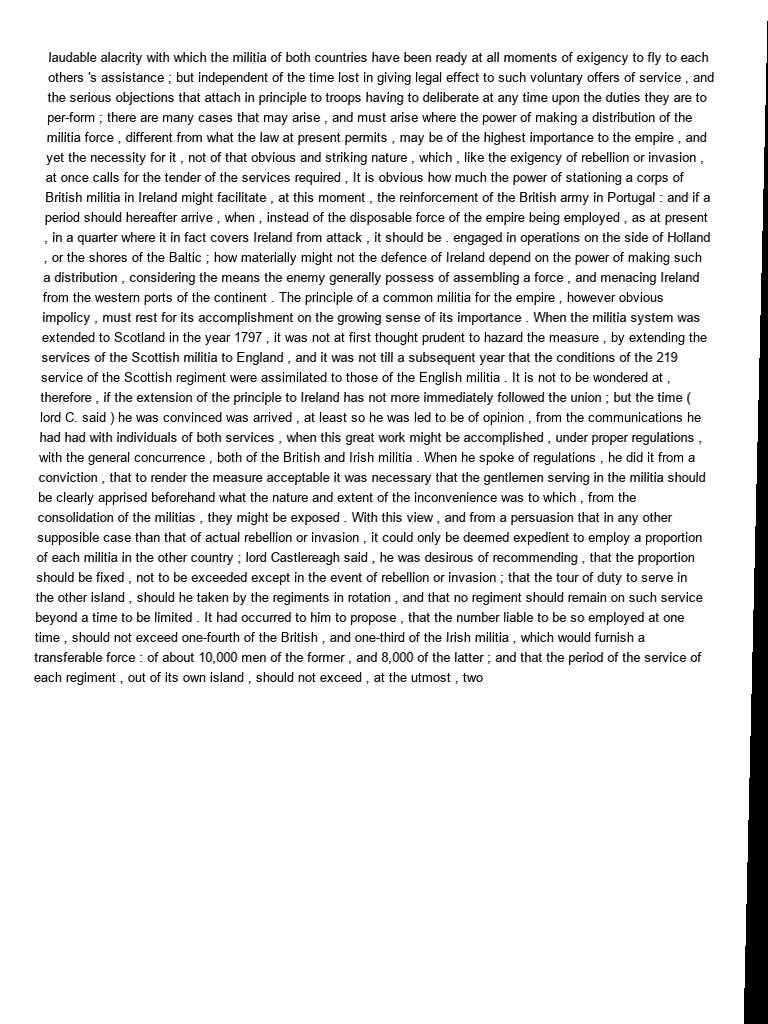 laudable alacrity with which the militia of both countries have been ready at all moments of exigency to fly to each
others 's assistance ; but independent of the time lost in giving legal effect to such voluntary offers of service , and
the serious objections that attach in principle to troops having to deliberate at any time upon the duties they are to
per-form ; there are many cases that may arise , and must arise where the power of making a distribution of the
militia force , different from what the law at present permits , may be of the highest importance to the empire , and
yet the necessity for it , not of that obvious and striking nature , which , like the exigency of rebellion or invasion ,
at once calls for the tender of the services required , It is obvious how much the power of stationing a corps of
British militia in Ireland might facilitate , at this moment , the reinforcement of the British army in Portugal : and if a
period should hereafter arrive , when , instead of the disposable force of the empire being employed , as at present
, in a quarter where it in fact covers Ireland from attack , it should be . engaged in operations on the side of Holland
, or the shores of the Baltic ; how materially might not the defence of Ireland depend on the power of making such
a distribution , considering the means the enemy generally possess of assembling a force , and menacing Ireland
from the western ports of the continent . The principle of a common militia for the empire , however obvious
impolicy , must rest for its accomplishment on the growing sense of its importance . When the militia system was
extended to Scotland in the year 1797 , it was not at first thought prudent to hazard the measure , by extending the
services of the Scottish militia to England , and it was not till a subsequent year that the conditions of the 219
service of the Scottish regiment were assimilated to those of the English militia . It is not to be wondered at ,
therefore , if the extension of the principle to Ireland has not more immediately followed the union ; but the time (
lord C. said ) he was convinced was arrived , at least so he was led to be of opinion , from the communications he
had had with individuals of both services , when this great work might be accomplished , under proper regulations ,
with the general concurrence , both of the British and Irish militia . When he spoke of regulations , he did it from a
conviction , that to render the measure acceptable it was necessary that the gentlemen serving in the militia should
be clearly apprised beforehand what the nature and extent of the inconvenience was to which , from the
consolidation of the militias , they might be exposed . With this view , and from a persuasion that in any other
supposible case than that of actual rebellion or invasion , it could only be deemed expedient to employ a proportion
of each militia in the other country ; lord Castlereagh said , he was desirous of recommending , that the proportion
should be fixed , not to be exceeded except in the event of rebellion or invasion ; that the tour of duty to serve in
the other island , should he taken by the regiments in rotation , and that no regiment should remain on such service
beyond a time to be limited . It had occurred to him to propose , that the number liable to be so employed at one
time , should not exceed one-fourth of the British , and one-third of the Irish militia , which would furnish a
transferable force : of about 10,000 men of the former , and 8,000 of the latter ; and that the period of the service of
each regiment , out of its own island , should not exceed , at the utmost , two